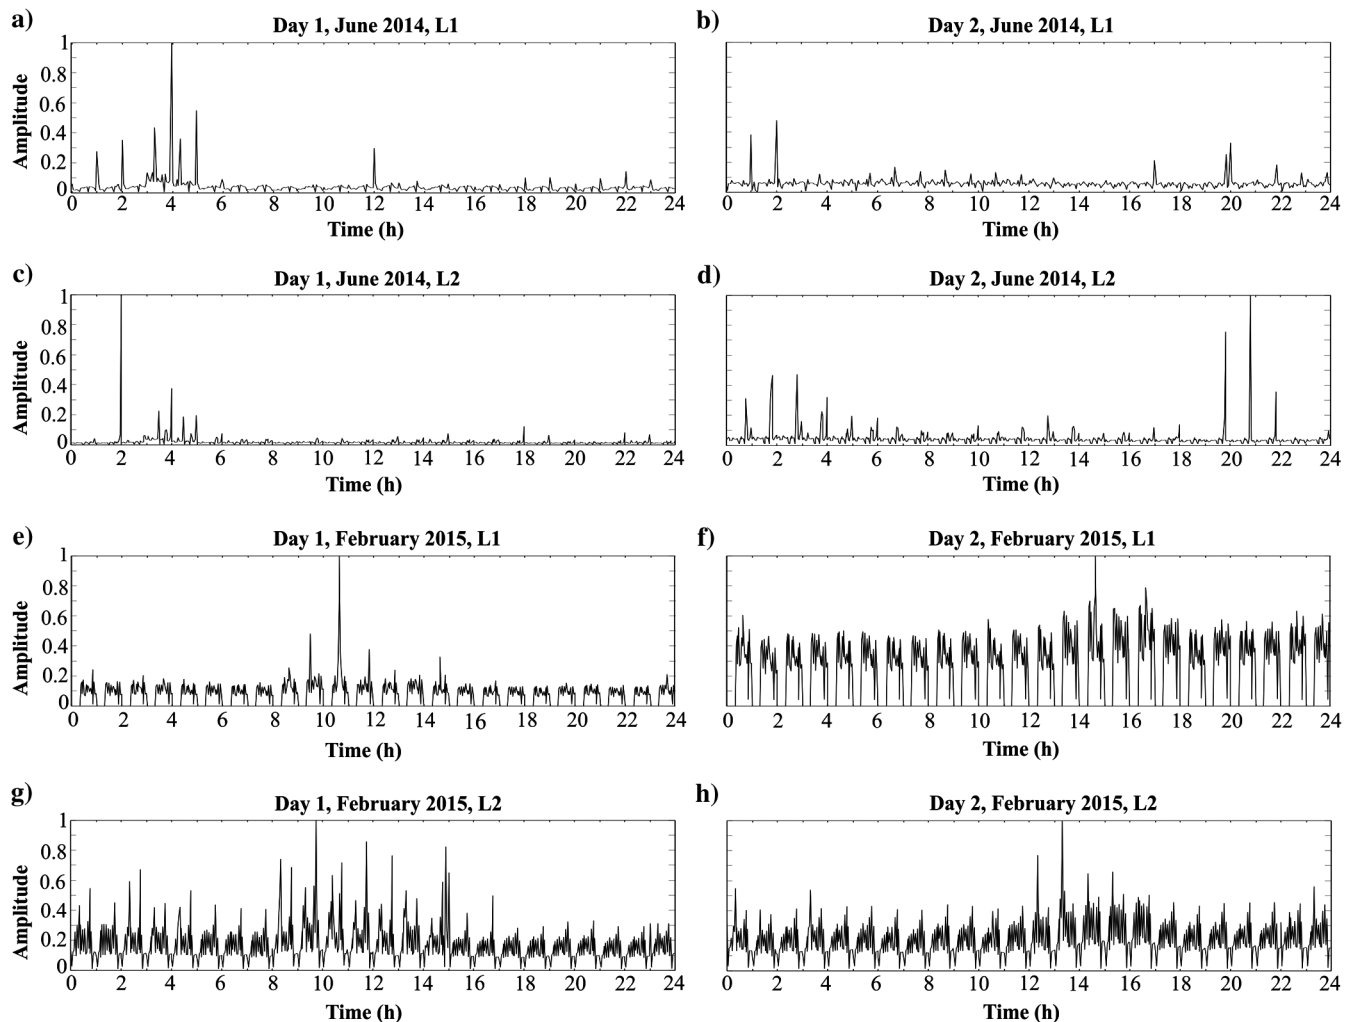 a)
Day 1, June 2014, L1
Amplitude
1
0.8
0.6
0.4
0.2
0
0 2 4 6 8 10 12 14 16 18 20 22 24
Time (h)
b)
Day 2, June 2014, L1
0 2 4 6 8 10 12 14 16 18 20 22 24
Time (h)
c)
Day 1, June 2014, L2
Amplitude
1
0.8
0.6
0.4
0.2
0
0 2 4 6 8 10 12 14 16 18 20 22 24
Time (h)
d)
Day 2, June 2014, L2
0 2 4 6 8 10 12 14 16 18 20 22 24
Time (h)
e)
Day 1, February 2015, L1
Amplitude
1
0.8
0.6
0.4
0.2
0
0 2 4 6 8 10 12 14 16 18 20 22 24
Time (h)
f)
Day 2, February 2015, L1
0 2 4 6 8 10 12 14 16 18 20 22 24
Time (h)
g)
Day 1, February 2015, L2
Amplitude
1
0.8
0.6
0.4
0.2
0
0 2 4 6 8 10 12 14 16 18 20 22 24
Time (h)
h)
Day 2, February 2015, L2
0 2 4 6 8 10 12 14 16 18 20 22 24
Time (h)